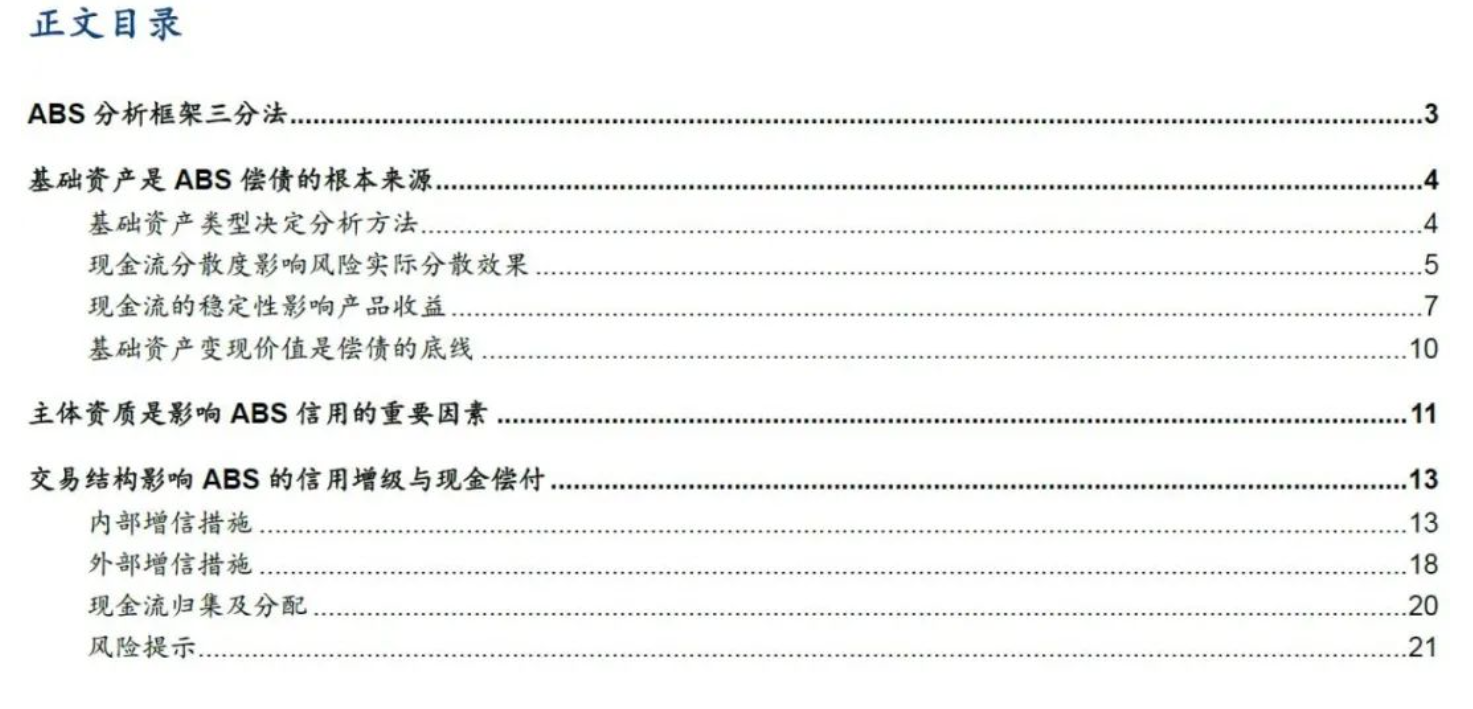 正文目录
ABS 分析框架三分法 3
基础资产是 ABS 偿债的根本来源 4
基础资产类型决定分析方法 4
现金流分散度影响风险实际分散效果 5
现金流的稳定性影响产品收益 7
基础资产变现价值是偿债的底线 10
主体资质是影响 ABS 信用的重要因素 11
交易结构影响 ABS 的信用增级与现金偿付 13
内部增信措施 13
外部增信措施 18
现金流归集及分配 20
风险提示 21